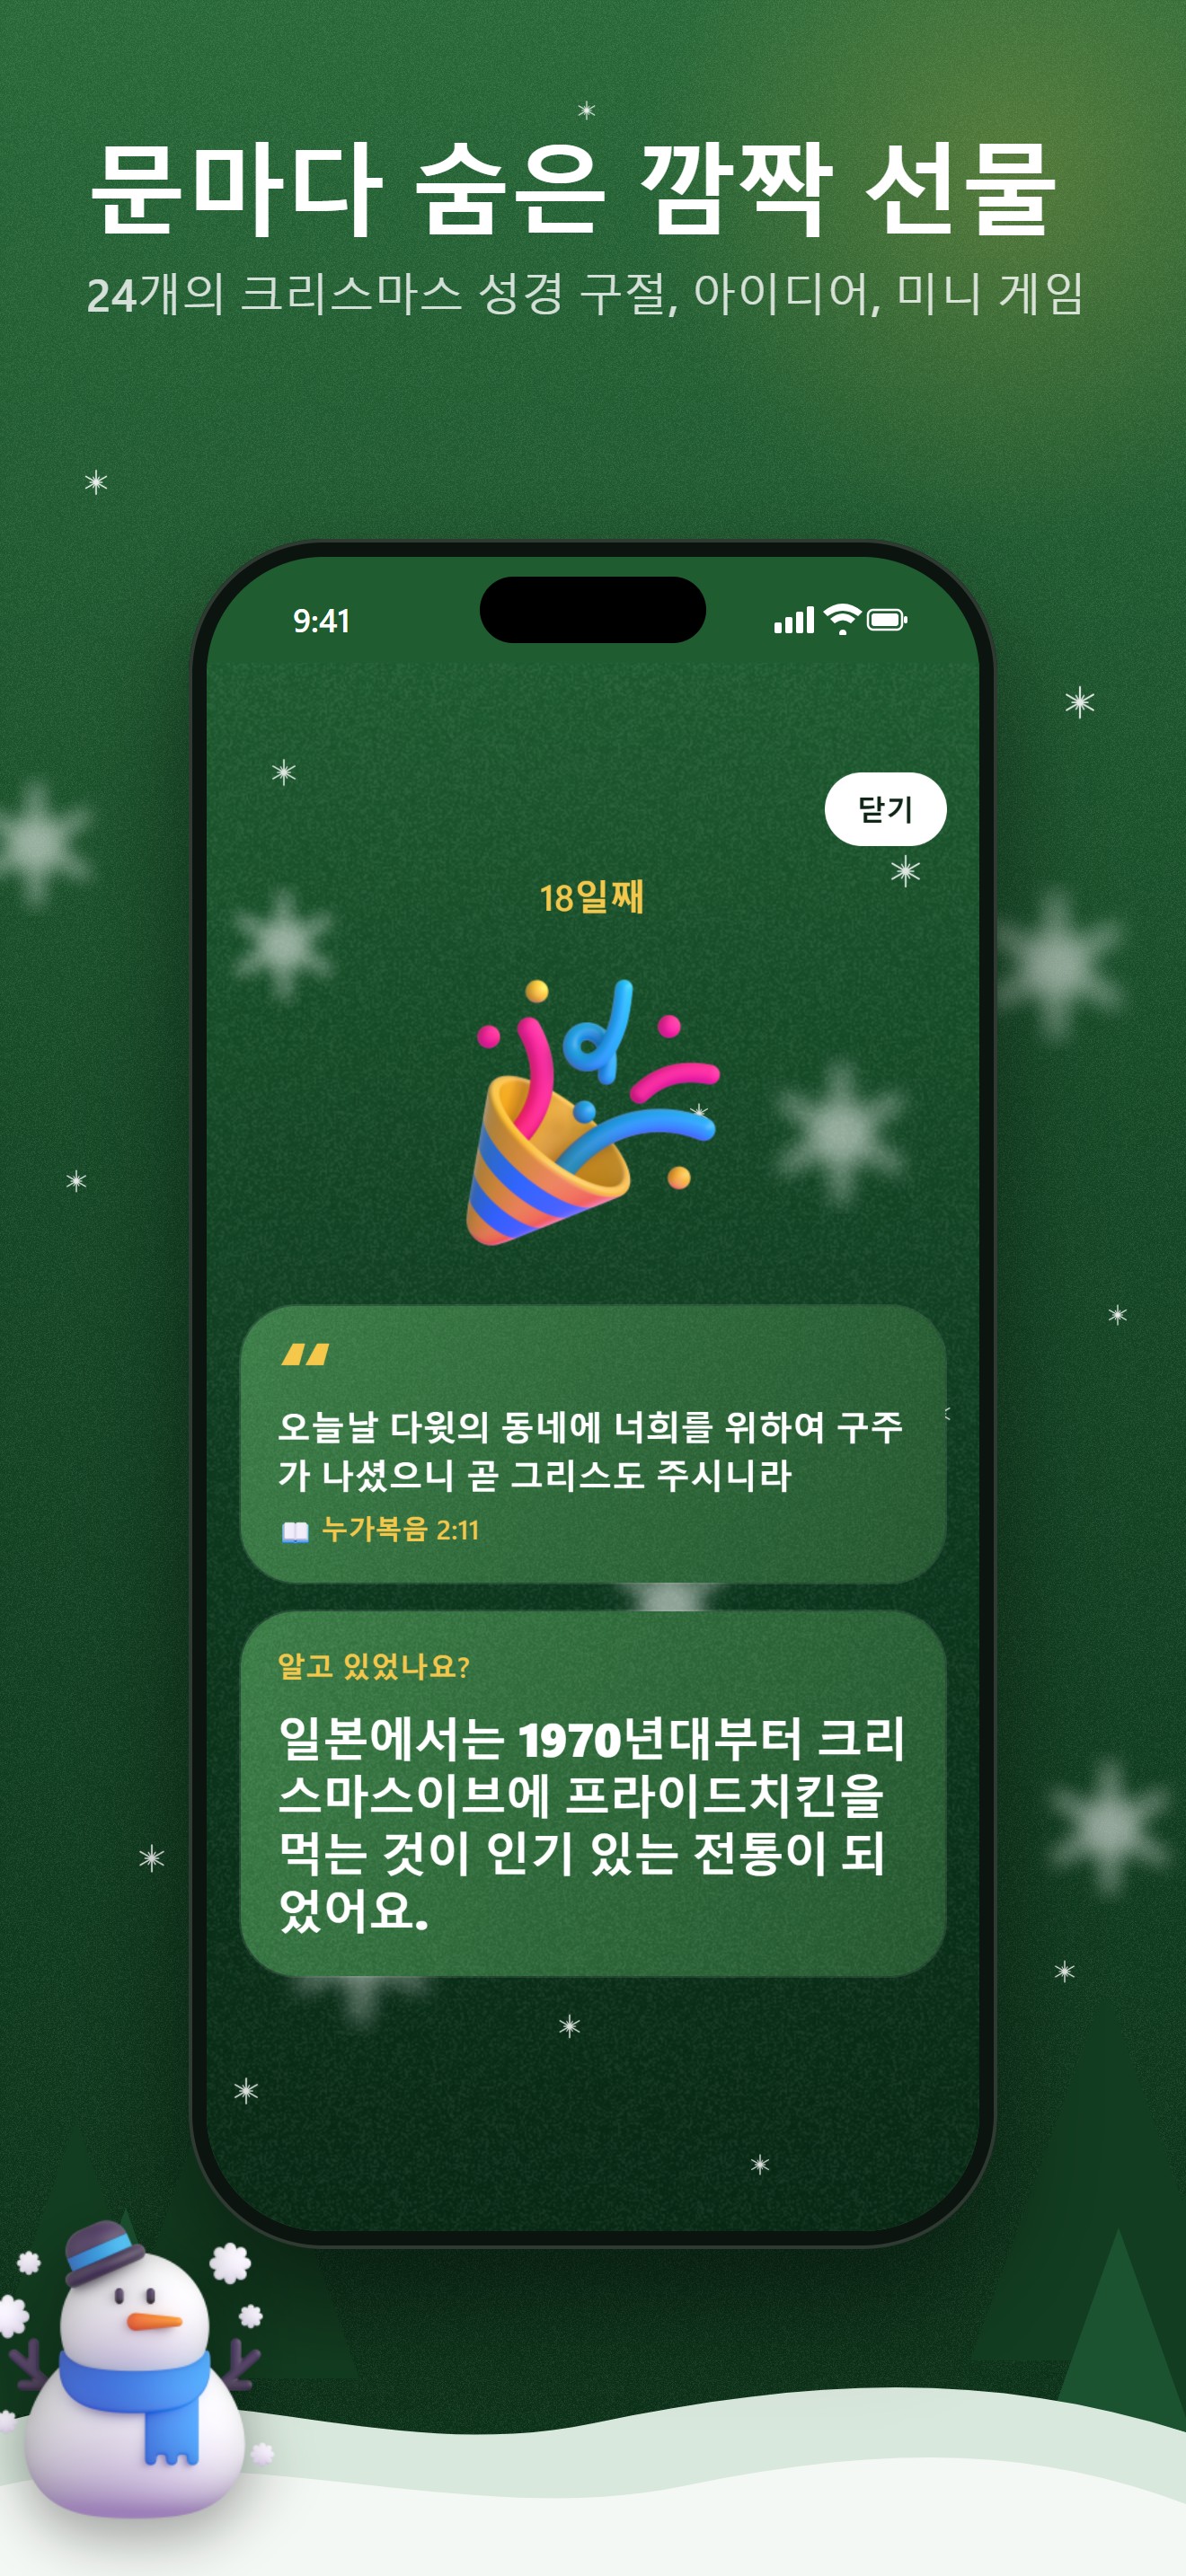 문마다 숨은 깜짝 선물
24개의 크리스마스 성경 구절, 아이디어, 미니 게임
9:41
닫기
18일째
오늘날 다윗의 동네에 너희를 위하여 구주
가 나셨으니 곧 그리스도 주시니라
누가복음 2:11
알고 있었나요?
일본에서는 1970년대부터 크리
스마스이브에 프라이드치킨을
먹는 것이 인기 있는 전통이 되
었어요.